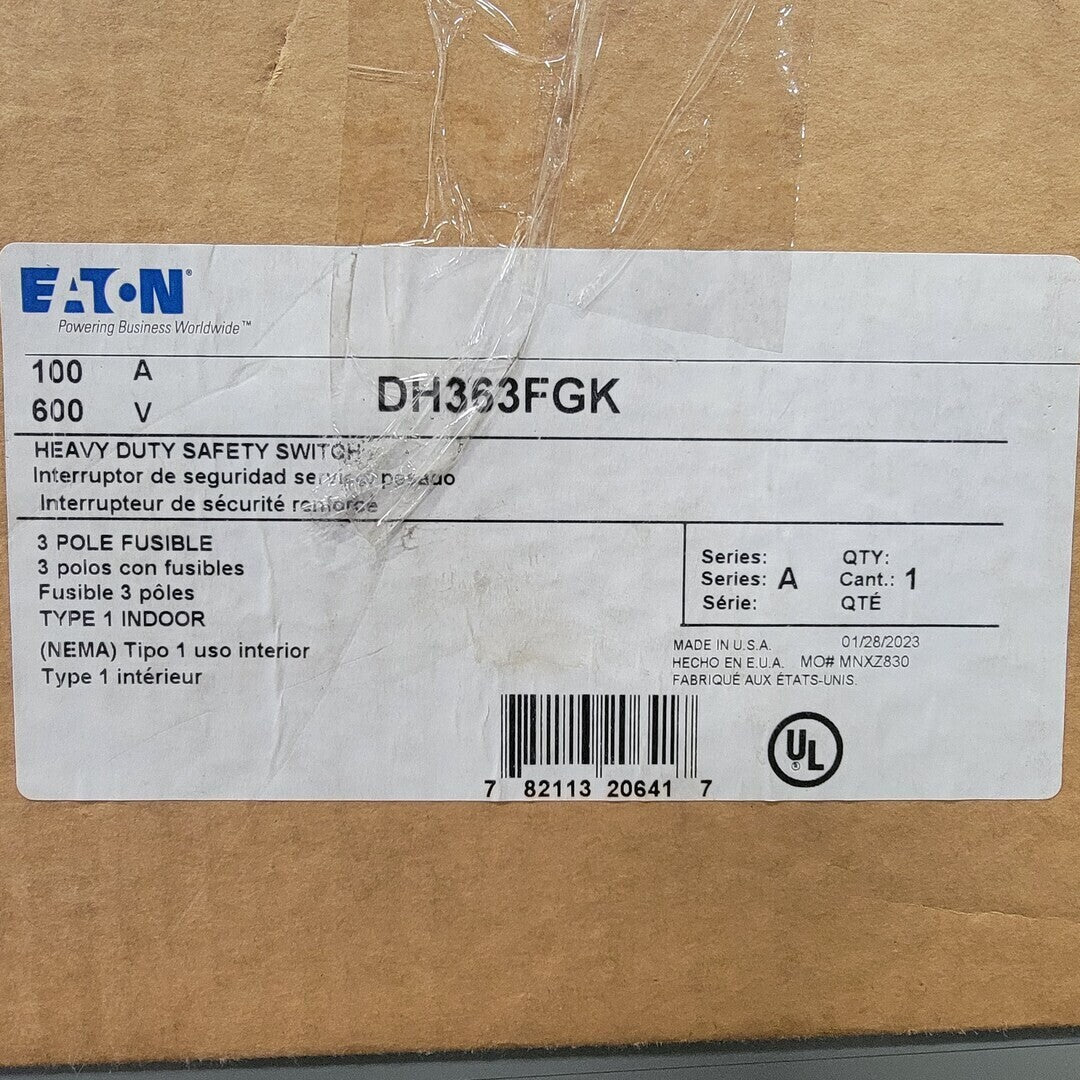 EATON®
Powering Business Worldwide™
100 A
600 V
DH363FGK
HEAVY DUTY SAFETY SWITCH
Interruptor de seguridad servicio pesado
Interrupteur de sécurité renforce
3 POLE FUSIBLE
3 polos con fusibles
Fusible 3 pôles
TYPE 1 INDOOR
(NEMA) Tipo 1 uso interior
Type 1 intérieur
Series: QTY:
Series: A Cant.: 1
Série: QTÉ
MADE IN U.S.A. 01/28/2023
HECHO EN E.U.A. MO# MNXZ830
FABRIQUÉ AUX ÉTATS-UNIS.
UL®
7 82113 20641 7